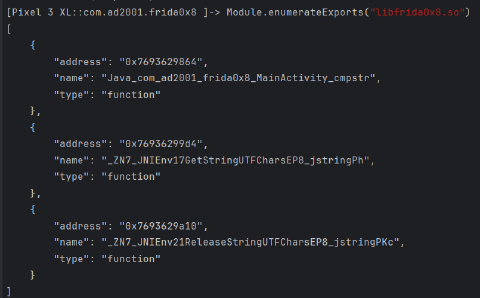 [Pixel 3 XL::com.ad2001.frida0x8 ]-> Module.enumerateExports("libfrida0x8.so")
[
    {
        "address": "0x7693629864",
        "name": "Java_com_ad2001_frida0x8_MainActivity_cmpstr",
        "type": "function"
    },
    {
        "address": "0x76936299d4",
        "name": "_ZN7_JNIEnv17GetStringUTFCharsEP8_jstringPh",
        "type": "function"
    },
    {
        "address": "0x7693629a10",
        "name": "_ZN7_JNIEnv21ReleaseStringUTFCharsEP8_jstringPKc",
        "type": "function"
    }
]